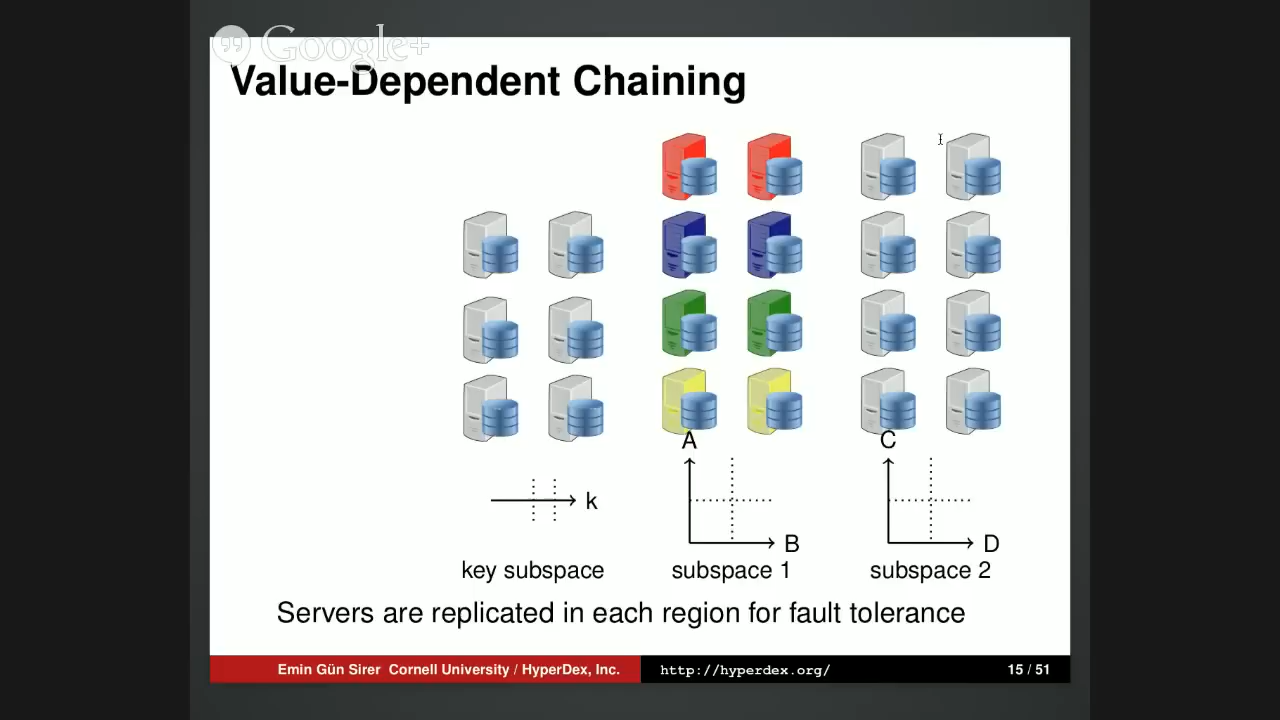 Google+
Value-Dependent Chaining
A
C
k
B
D
key subspace
subspace 1
subspace 2
Servers are replicated in each region for fault tolerance
Emin Gün Sirer Cornell University / HyperDex, Inc.
http://hyperdex.org/
15 / 51